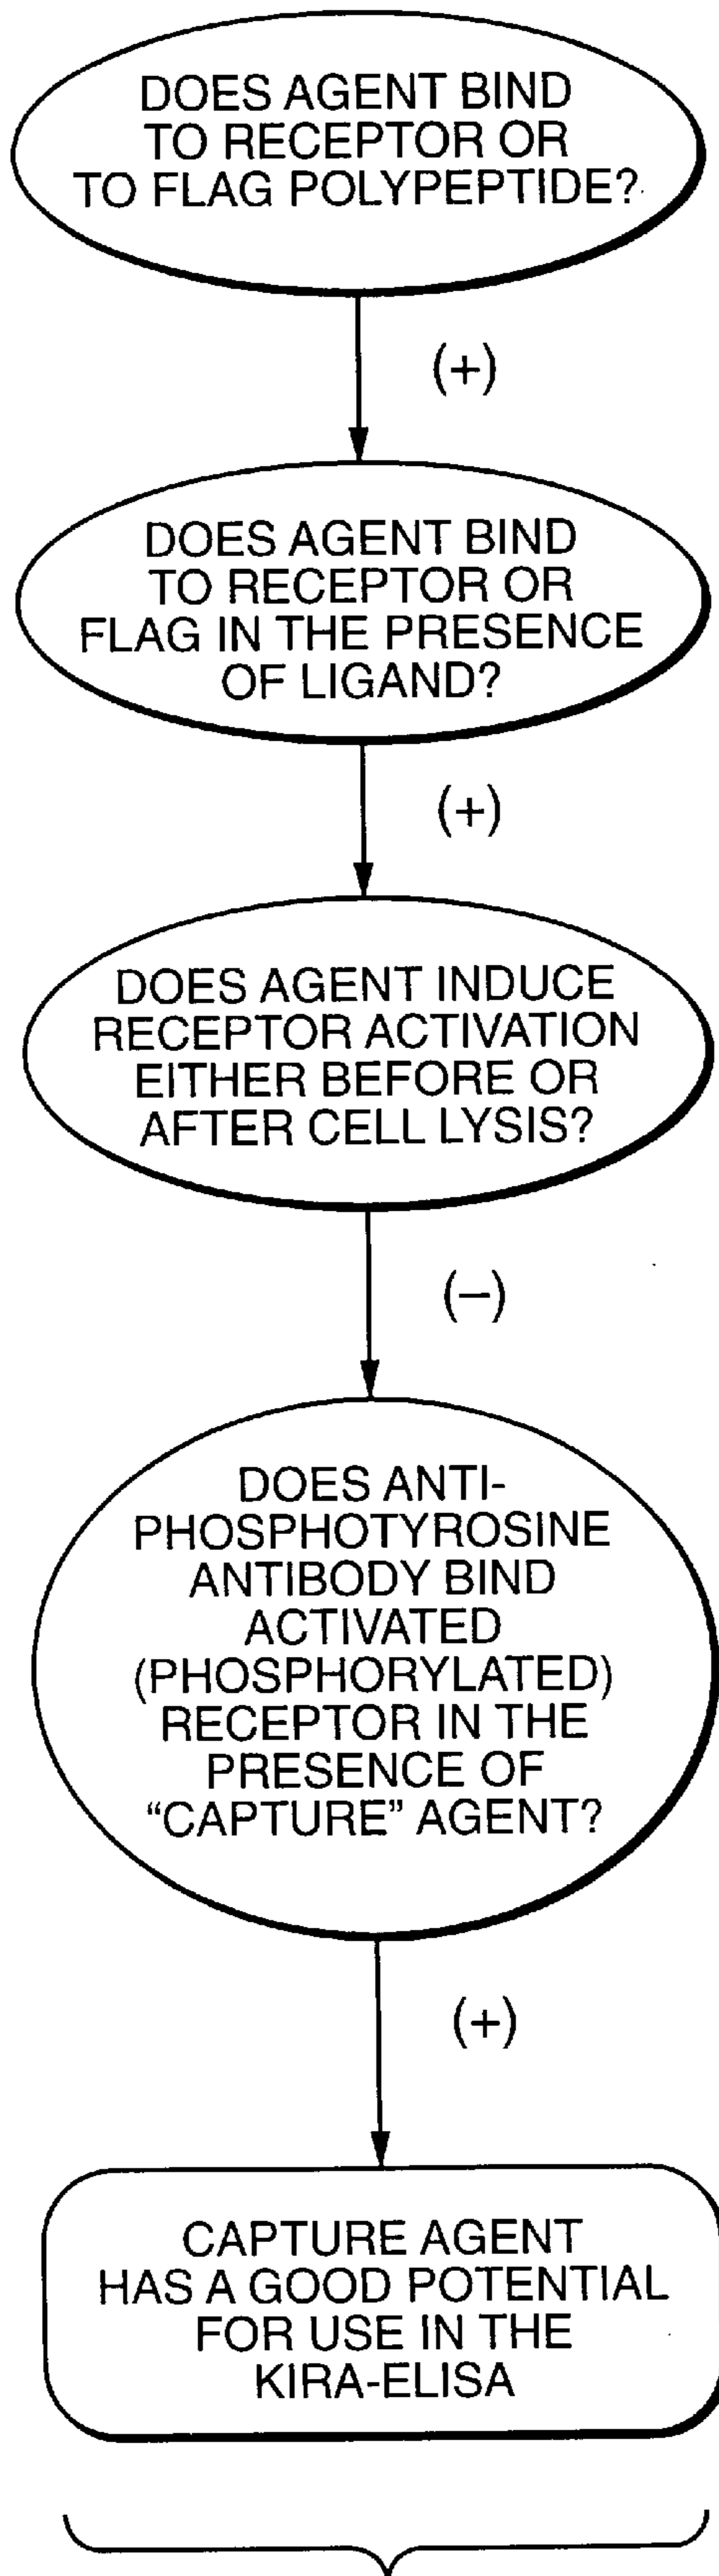 DOES AGENT BIND
TO RECEPTOR OR
TO FLAG POLYPEPTIDE?
(+)
DOES AGENT BIND
TO RECEPTOR OR
FLAG IN THE PRESENCE
OF LIGAND?
(+)
DOES AGENT INDUCE
RECEPTOR ACTIVATION
EITHER BEFORE OR
AFTER CELL LYSIS?
(−)
DOES ANTI-
PHOSPHOTYROSINE
ANTIBODY BIND
ACTIVATED
(PHOSPHORYLATED)
RECEPTOR IN THE
PRESENCE OF
“CAPTURE” AGENT?
(+)
CAPTURE AGENT
HAS A GOOD POTENTIAL
FOR USE IN THE
KIRA-ELISA